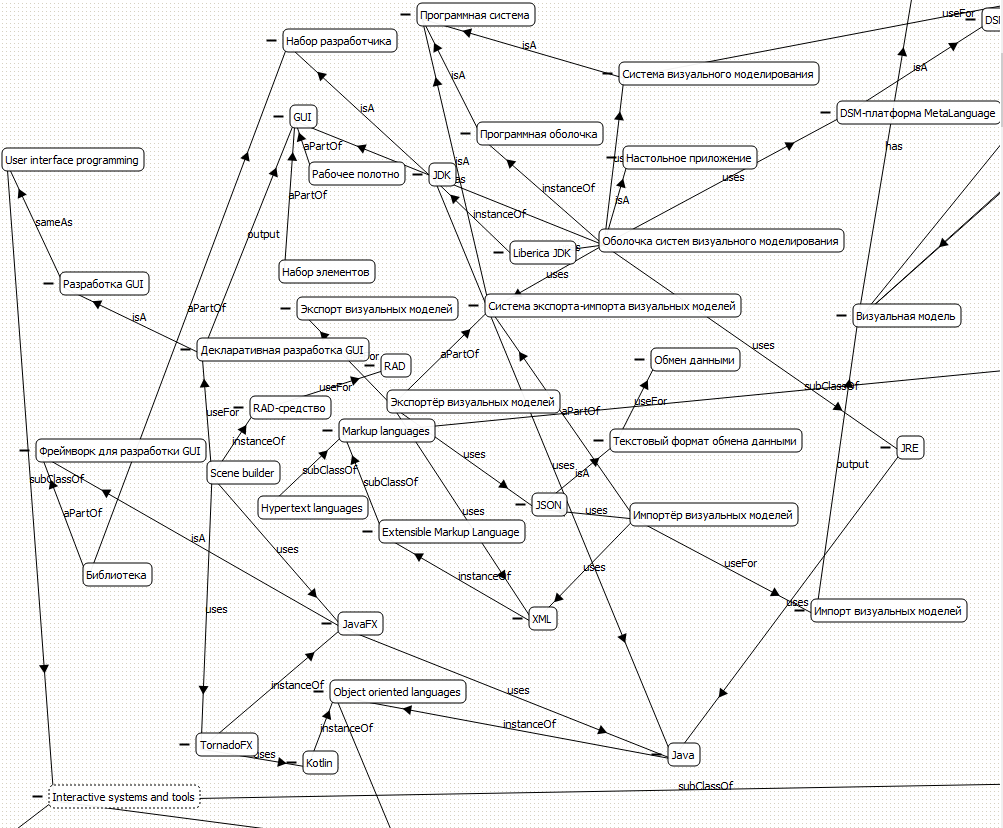 Программная система
useFor
DSM
Набор разработчика
isA
Система визуального моделирования
isA
isA
isA
GUI
DSM-платформа MetaLanguage
Программная оболочка
aPartOf
has
User interface programming
Настольное приложение
isA
Рабочее полотно
JDK
uses
instanceOf
aPartOf
isA
instanceOf
sameAs
output
Оболочка систем визуального моделирования
Liberica JDK
Набор элементов
uses
Разработка GUI
Экспорт визуальных моделей
Система экспорта-импорта визуальных моделей
aPartOf
Визуальная модель
isA
uses
Декларативная разработка GUI
aPartOf
Обмен данными
RAD
useFor
subClassOf
Экспортёр визуальных моделей
useFor
RAD-средство
useFor
aPartOf
Markup languages
instanceOf
Текстовый формат обмена данными
Фреймворк для разработки GUI
JRE
uses
uses
output
subClassOf
Scene builder
subClassOf
isA
subClassOf
Hypertext languages
JSON
aPartOf
uses
uses
Импортёр визуальных моделей
Extensible Markup Language
isA
uses
useFor
uses
instanceOf
Библиотека
uses
uses
Импорт визуальных моделей
XML
JavaFX
instanceOf
Object oriented languages
uses
instanceOf
instanceOf
TornadoFX
uses
Java
Kotlin
subClassOf
Interactive systems and tools